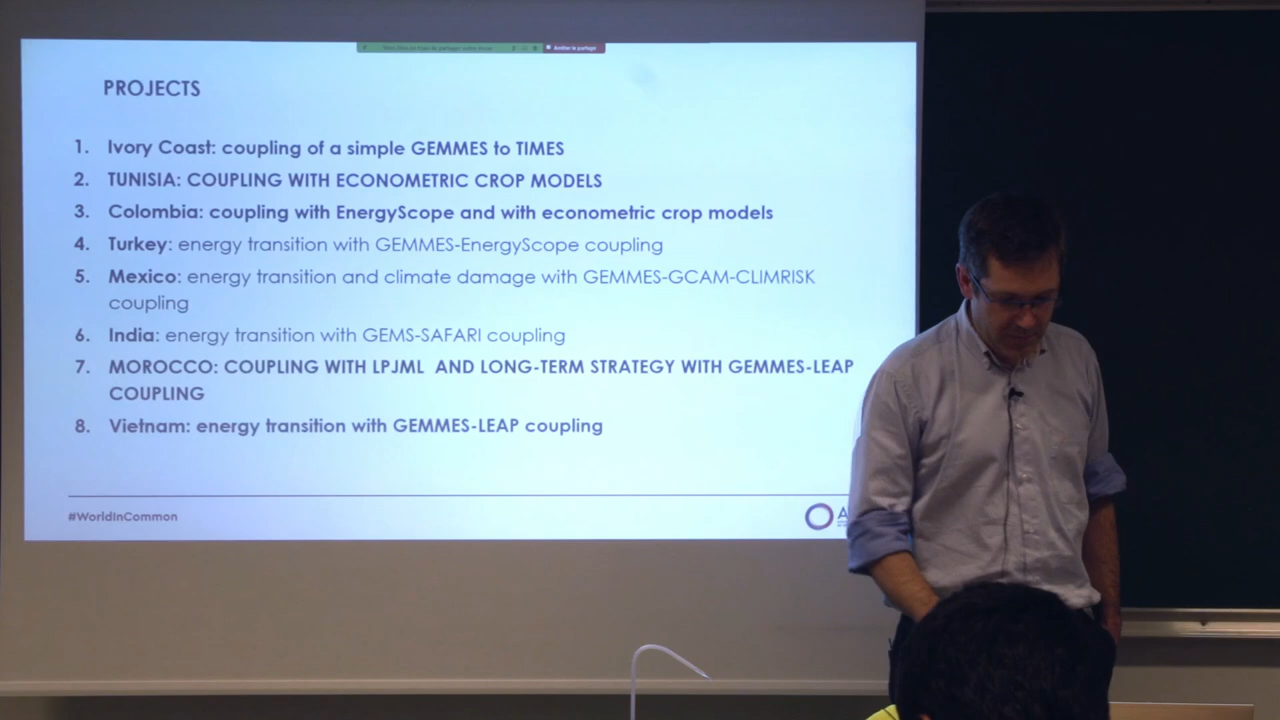 Arrêter le partage
PROJECTS
1. Ivory Coast: coupling of a simple GEMMES to TIMES
2. TUNISIA: COUPLING WITH ECONOMETRIC CROP MODELS
3. Colombia: coupling with EnergyScope and with econometric crop models
4. Turkey: energy transition with GEMMES-EnergyScope coupling
5. Mexico: energy transition and climate damage with GEMMES-GCAM-CLIMRISK
coupling
6. India: energy transition with GEMS-SAFARI coupling
7. MOROCCO: COUPLING WITH LPJML AND LONG-TERM STRATEGY WITH GEMMES-LEAP
COUPLING
8. Vietnam: energy transition with GEMMES-LEAP coupling
#WorldInCommon